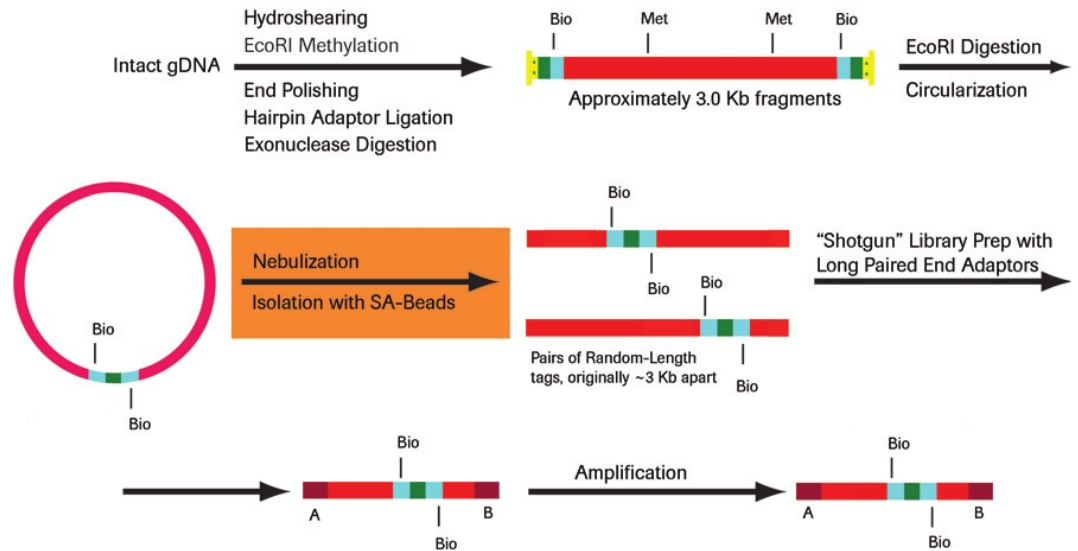 Intact gDNA
Hydroshearing
EcoRI Methylation
End Polishing
Hairpin Adaptor Ligation
Exonuclease Digestion
Bio
Met
Met
Bio
Approximately 3.0 Kb fragments
EcoRI Digestion
Circularization
Bio
Bio
Nebulization
Isolation with SA-Beads
Bio
Bio
Bio
Bio
Pairs of Random-Length
tags, originally ~3 Kb apart
“Shotgun” Library Prep with
Long Paired End Adaptors
Bio
A
B
Bio
Amplification
Bio
A
B
Bio